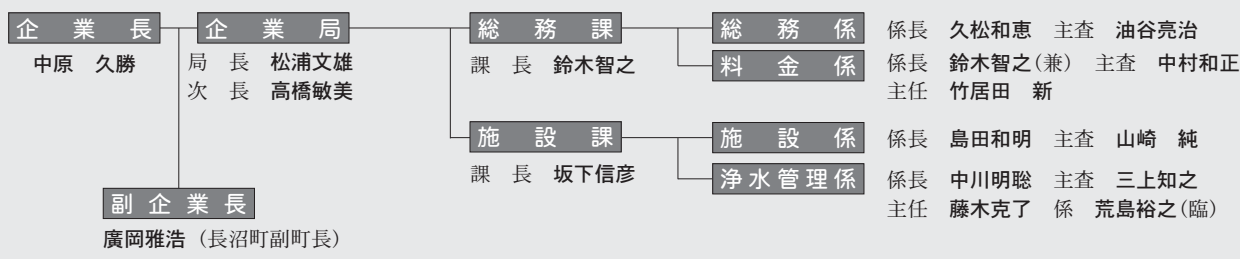 企業長
中原　久勝
企業局
局　長　松浦文雄
次　長　高橋敏美
副企業長
廣岡雅浩（長沼町副町長）
総務課
課　長　鈴木智之
総務係　係長　久松和恵　主査　油谷亮治
料金係　係長　鈴木智之(兼)　主査　中村和正
主任　竹居田　新
施設課
課　長　坂下信彦
施設係　係長　島田和明　主査　山崎　純
浄水管理係　係長　中川明聡　主査　三上知之
主任　藤木克了　係　荒島裕之(臨)